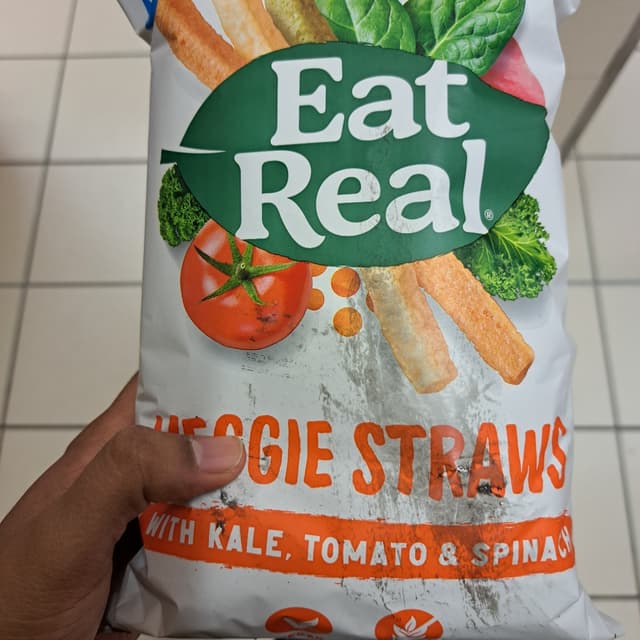 Eat
Real®
VEGGIE STRAWS
WITH KALE, TOMATO & SPINACH